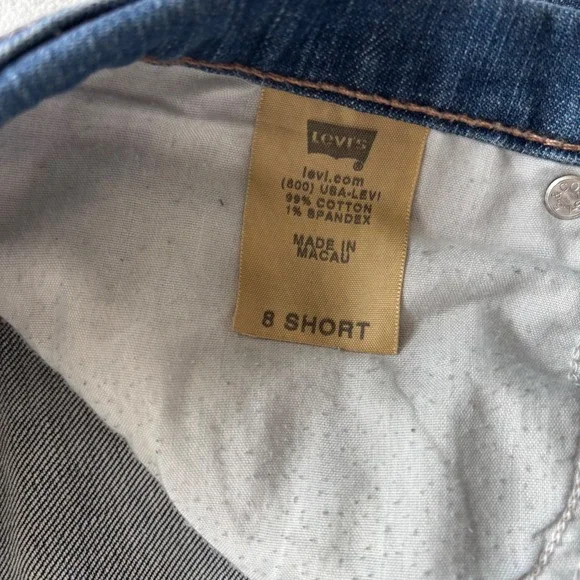 Levi's
®
levi.com
(800) USA-LEVI
99% COTTON
1% SPANDEX
MADE IN
MACAU
8 SHORT